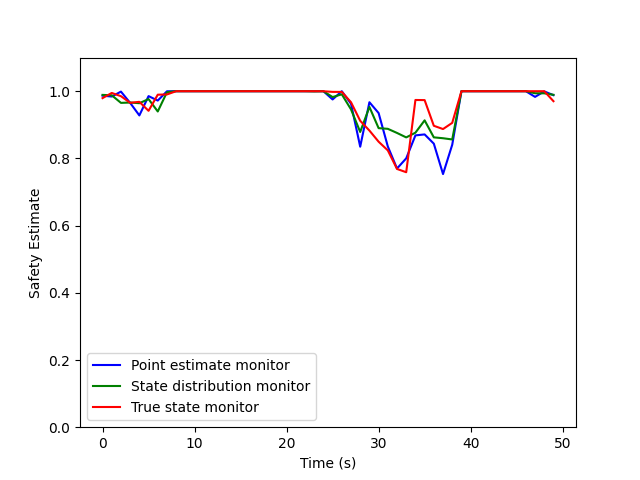 1.0
0.8
0.6
0.4
0.2
0.0
Safety Estimate
Point estimate monitor
State distribution monitor
True state monitor
0 10 20 30 40 50
Time (s)